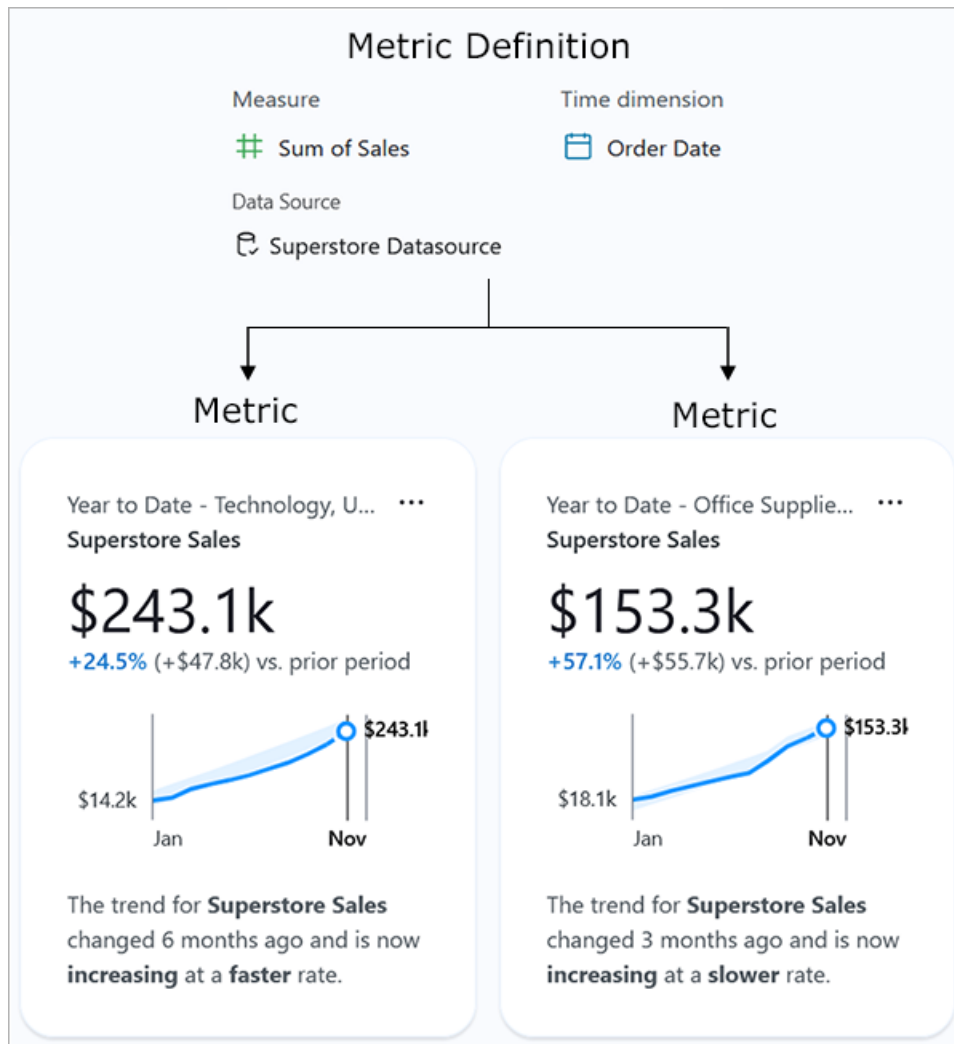 Metric Definition
Measure
Time dimension
Sum of Sales
Order Date
Data Source
Superstore Datasource
Metric
Year to Date - Technology, U... ...
Superstore Sales
$243.1k
+24.5% (+$47.8k) vs. prior period
$243.1k
$14.2k
Jan
Nov
The trend for Superstore Sales
changed 6 months ago and is now
increasing at a faster rate.
Metric
Year to Date - Office Supplie... ...
Superstore Sales
$153.3k
+57.1% (+$55.7k) vs. prior period
$153.3k
$18.1k
Jan
Nov
The trend for Superstore Sales
changed 3 months ago and is now
increasing at a slower rate.